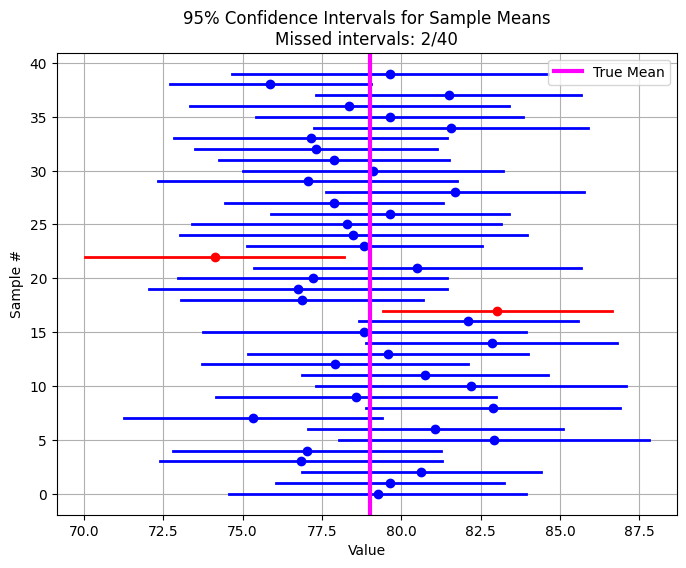 95% Confidence Intervals for Sample Means
Missed intervals: 2/40
True Mean
Sample #
40
35
30
25
20
15
10
5
0
70.0 72.5 75.0 77.5 80.0 82.5 85.0 87.5
Value